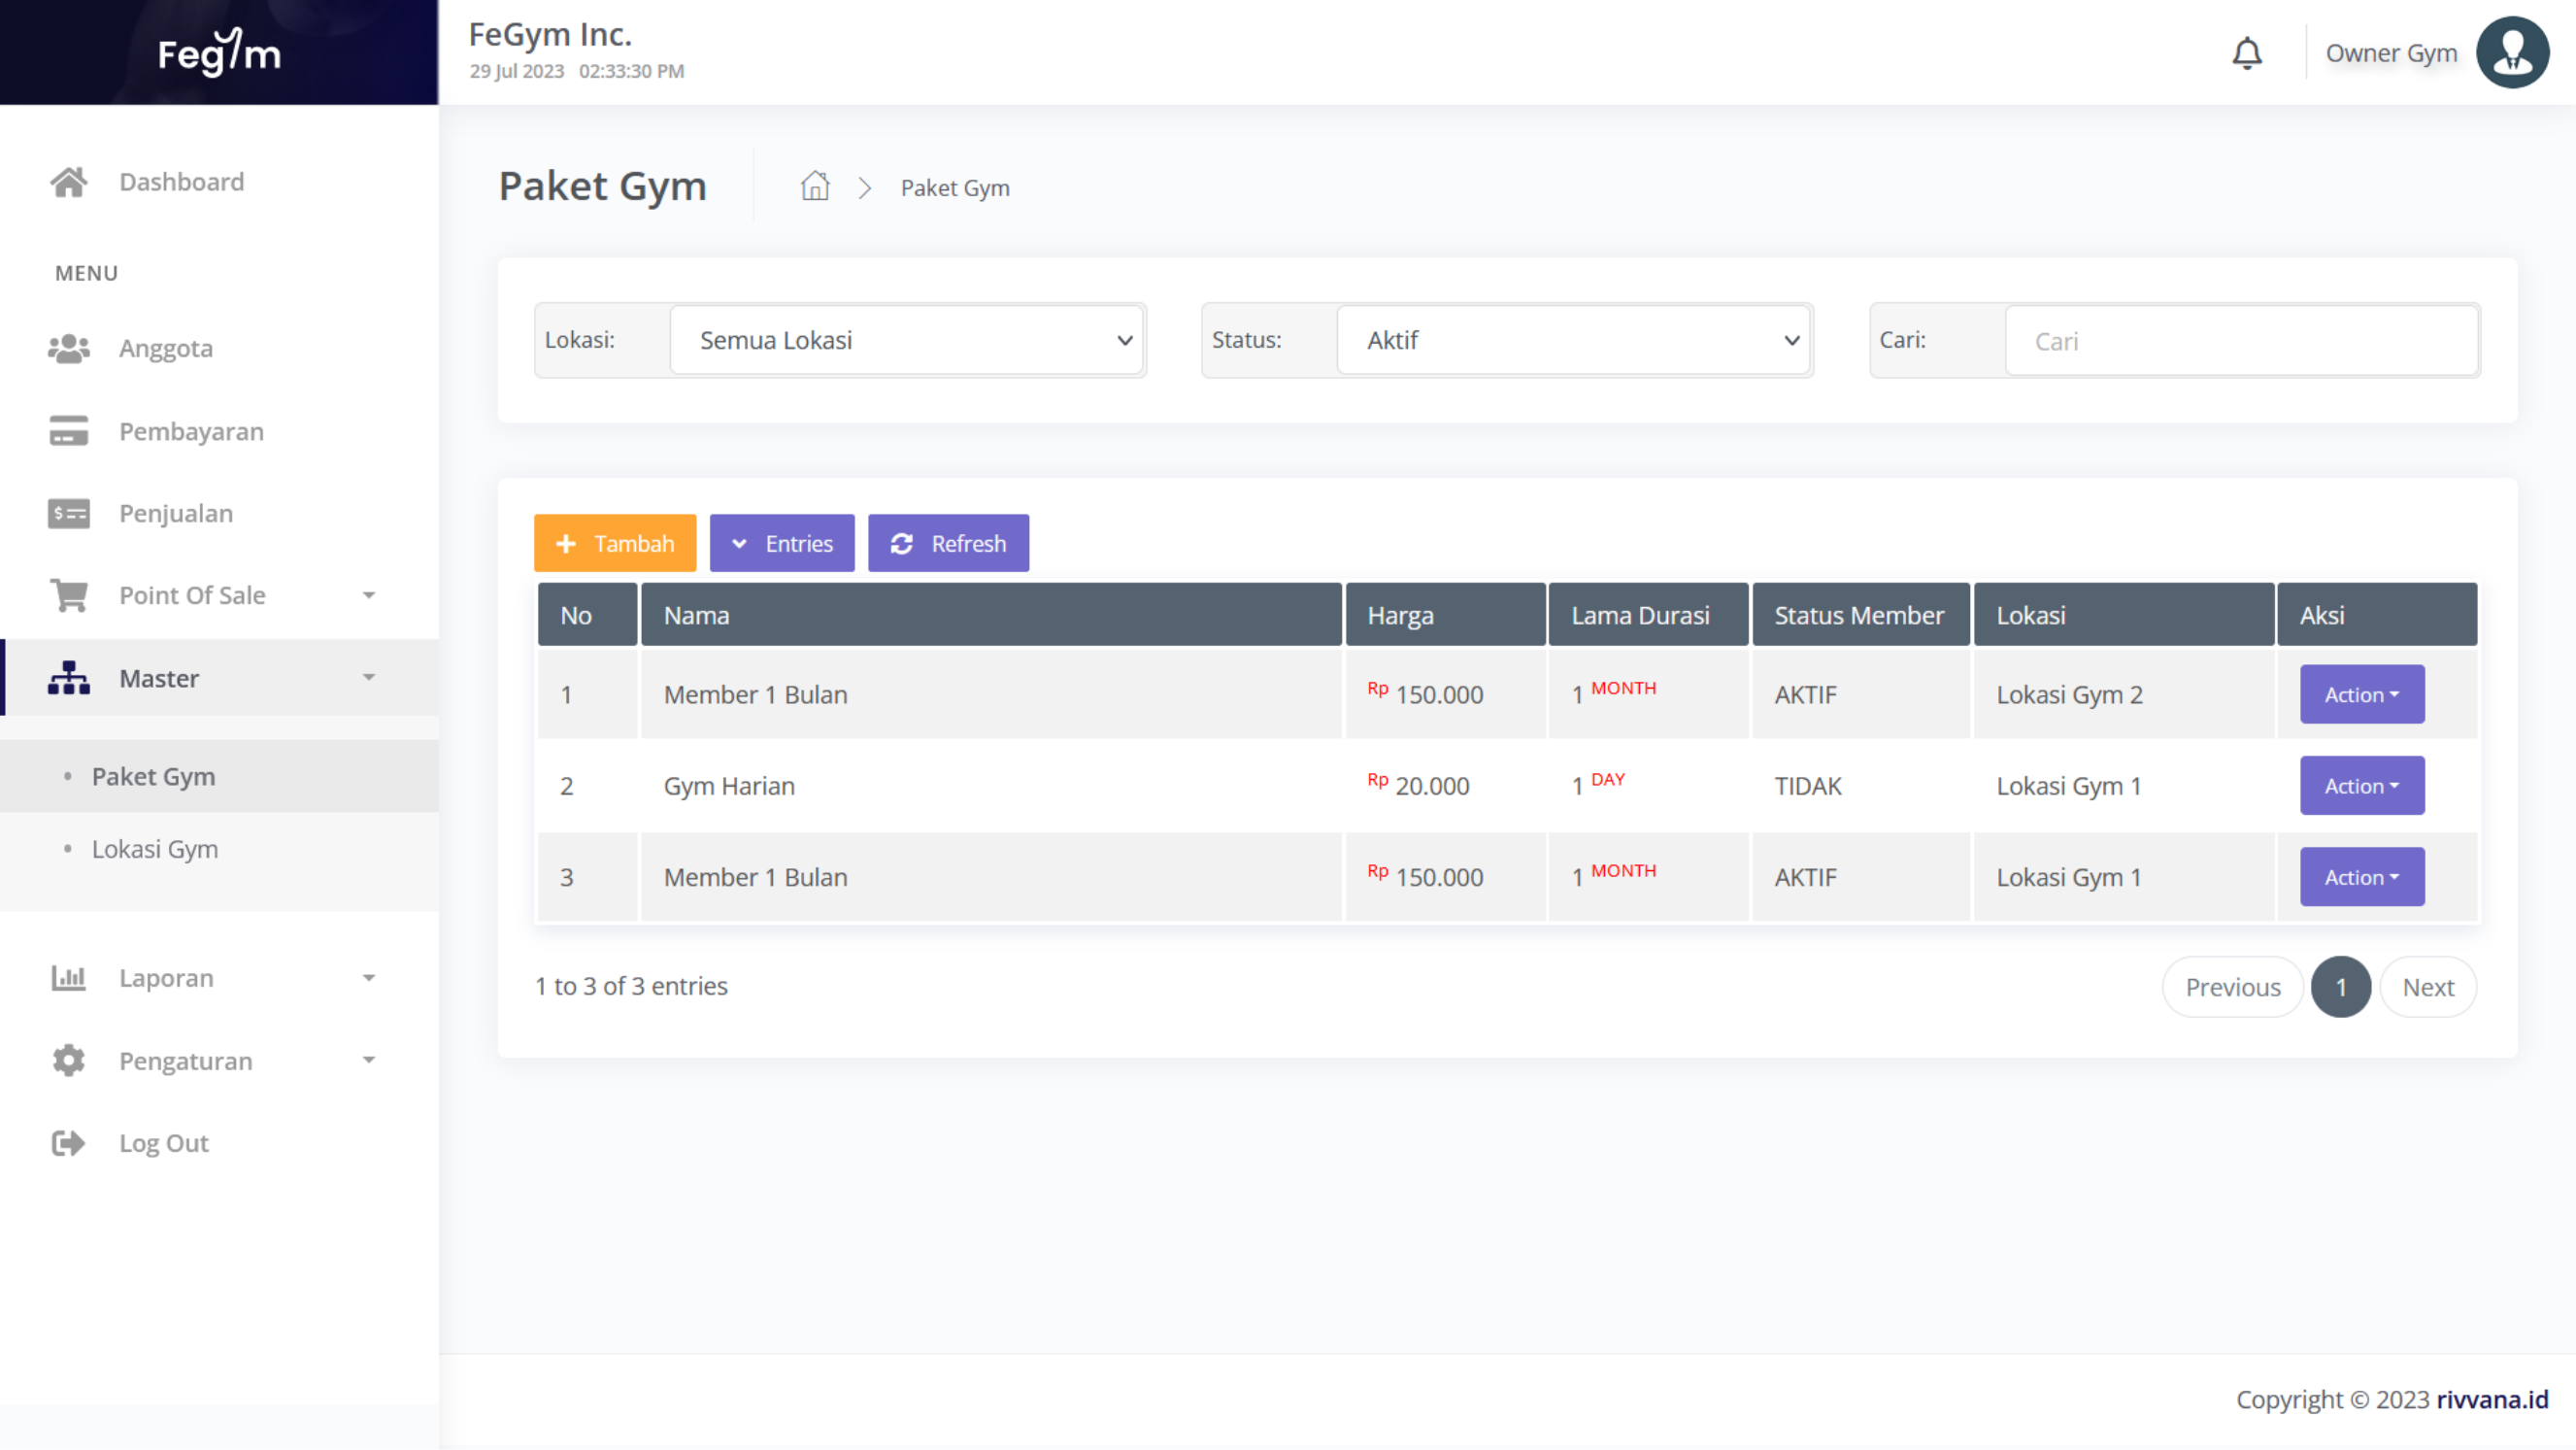 Fegym
FeGym Inc.
29 Jul 2023 02:33:30 PM
Owner Gym
Dashboard
MENU
Anggota
Pembayaran
Penjualan
Point Of Sale
Master
Paket Gym
Lokasi Gym
Laporan
Pengaturan
Log Out
Paket Gym
Paket Gym
Lokasi: Semua Lokasi
Status: Aktif
Cari: Cari
Tambah Entries Refresh
No Nama Harga Lama Durasi Status Member Lokasi Aksi
1 Member 1 Bulan Rp 150.000 1 MONTH AKTIF Lokasi Gym 2 Action
2 Gym Harian Rp 20.000 1 DAY TIDAK Lokasi Gym 1 Action
3 Member 1 Bulan Rp 150.000 1 MONTH AKTIF Lokasi Gym 1 Action
1 to 3 of 3 entries
Previous 1 Next
Copyright © 2023 rivvana.id